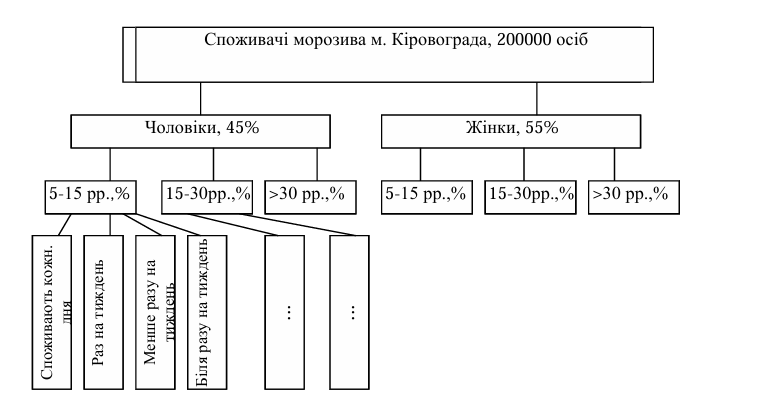 Споживачі морозива м. Кіровограда, 200000 осіб
Чоловіки, 45%
Жінки, 55%
5-15 рр.,%
15-30рр.,%
>30 рр.,%
5-15 рр.,%
15-30рр.,%
>30 рр.,%
Споживають кожн.
дня
Раз на тиждень
Менше разу на
тиждень
Біля разу на тиждень
...
...